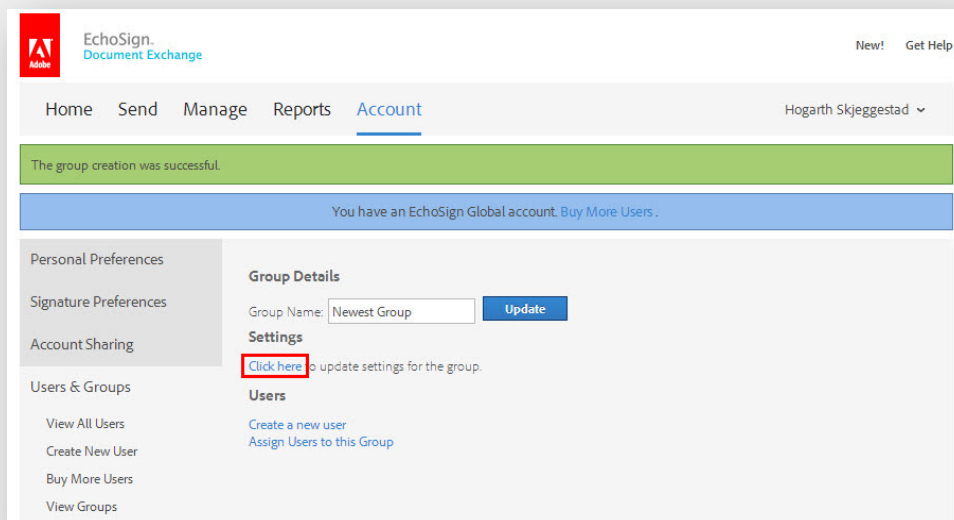 Adobe
EchoSign.
Document Exchange
New! Get Help
Home Send Manage Reports Account
Hogarth Skjeggestad
The group creation was successful.
You have an EchoSign Global account. Buy More Users .
Personal Preferences
Signature Preferences
Account Sharing
Users & Groups
View All Users
Create New User
Buy More Users
View Groups
Group Details
Group Name: Newest Group Update
Settings
Click here to update settings for the group.
Users
Create a new user
Assign Users to this Group